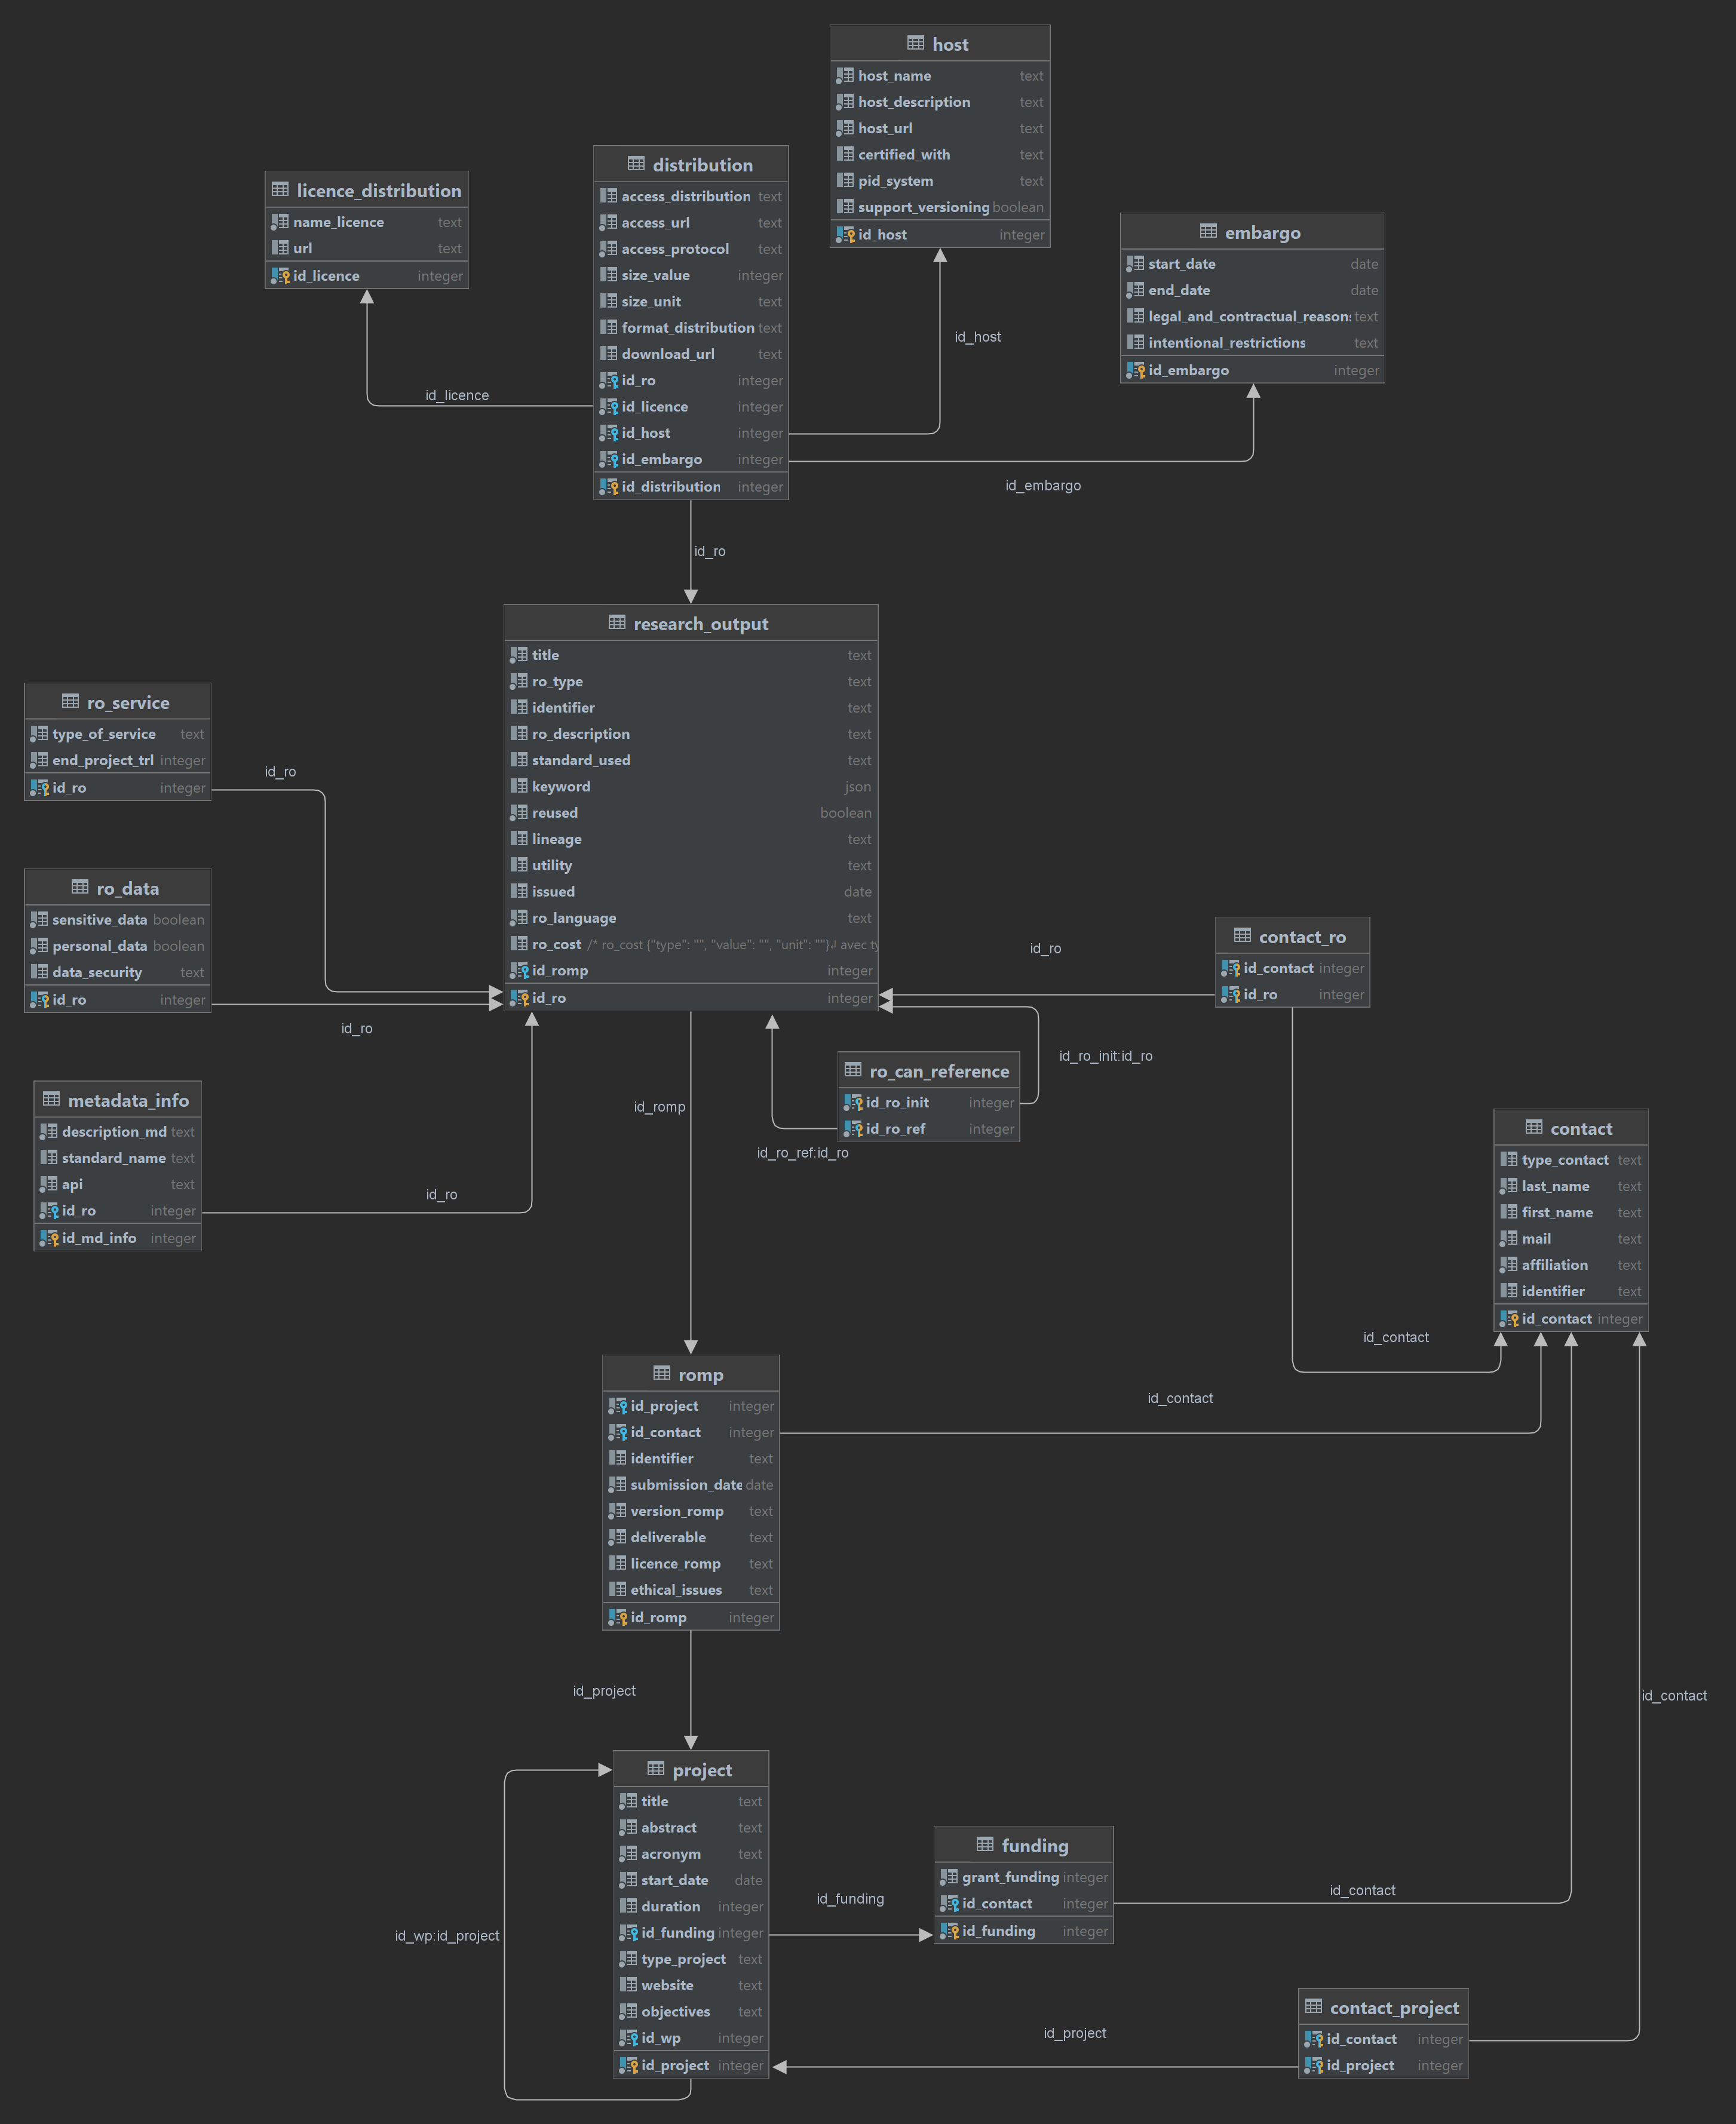 host
host_name text
host_description text
host_url text
certified_with text
pid_system text
support_versioning boolean
id_host integer
distribution
access_distribution text
access_url text
access_protocol text
size_value integer
size_unit text
format_distribution text
download_url text
id_ro integer
id_licence integer
id_host integer
id_embargo integer
id_distribution integer
licence_distribution
name_licence text
url text
id_licence integer
embargo
start_date date
end_date date
legal_and_contractual_reasons text
intentional_restrictions text
id_embargo integer
id_host
id_licence
id_embargo
id_ro
research_output
title text
ro_type text
identifier text
ro_description text
standard_used text
keyword json
reused boolean
lineage text
utility text
issued date
ro_language text
ro_cost /* ro_cost {"type": "", "value": "", "unit": ""}↲ avec ty
id_romp integer
id_ro integer
ro_service
type_of_service text
end_project_trl integer
id_ro integer
id_ro
ro_data
sensitive_data boolean
personal_data boolean
data_security text
id_ro integer
id_ro
contact_ro
id_contact integer
id_ro integer
id_ro
ro_can_reference
id_ro_init integer
id_ro_ref integer
id_ro_init:id_ro
id_ro_ref:id_ro
id_romp
metadata_info
description_md text
standard_name text
api text
id_ro integer
id_md_info integer
id_ro
contact
type_contact text
last_name text
first_name text
mail text
affiliation text
identifier text
id_contact integer
id_contact
id_contact
romp
id_project integer
id_contact integer
identifier text
submission_date date
version_romp text
deliverable text
licence_romp text
ethical_issues text
id_romp integer
id_project
id_contact
project
title text
abstract text
acronym text
start_date date
duration integer
id_funding integer
type_project text
website text
objectives text
id_wp integer
id_project integer
id_wp:id_project
id_funding
funding
grant_funding integer
id_contact integer
id_funding integer
id_contact
contact_project
id_contact integer
id_project integer
id_project